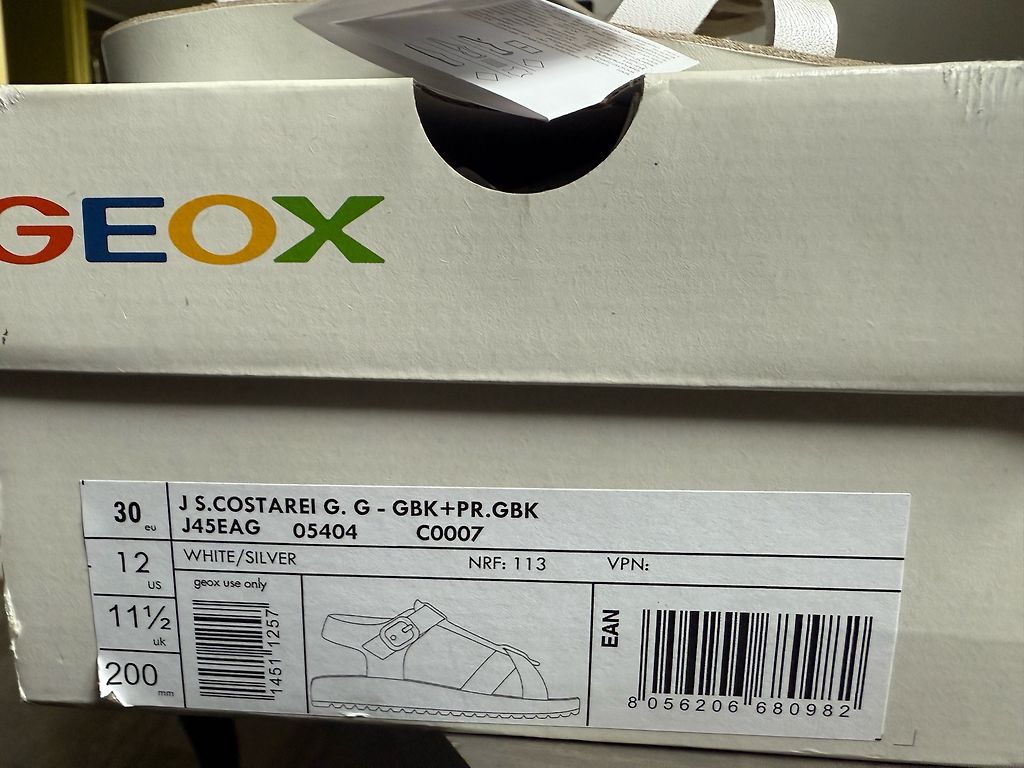 GEOX
30 eu
J S.COSTAREI G. G - GBK+PR.GBK
J45EAG 05404 C0007
12 US
WHITE/SILVER NRF: 113 VPN:
geox use only
11½ uk
200 mm
1451 1257
EAN
8 056206 680982